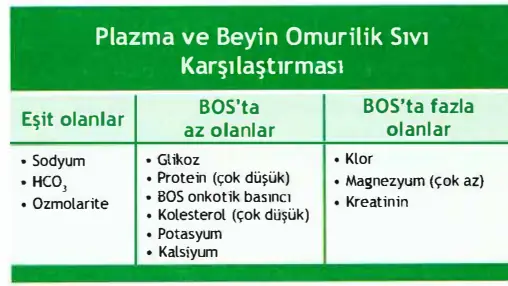 Plazma ve Beyin Omurilik Sıvı
Karşılaştırması
Eşit olanlar
BOS'ta
az olanlar
BOS'ta fazla
olanlar
• Sodyum
• HCO₃
• Ozmolarite
• Glikoz
• Protein (çok düşük)
• BOS onkotik basıncı
• Kolesterol (çok düşük)
• Potasyum
• Kalsiyum
• Klor
• Magnezyum (çok az)
• Kreatinin